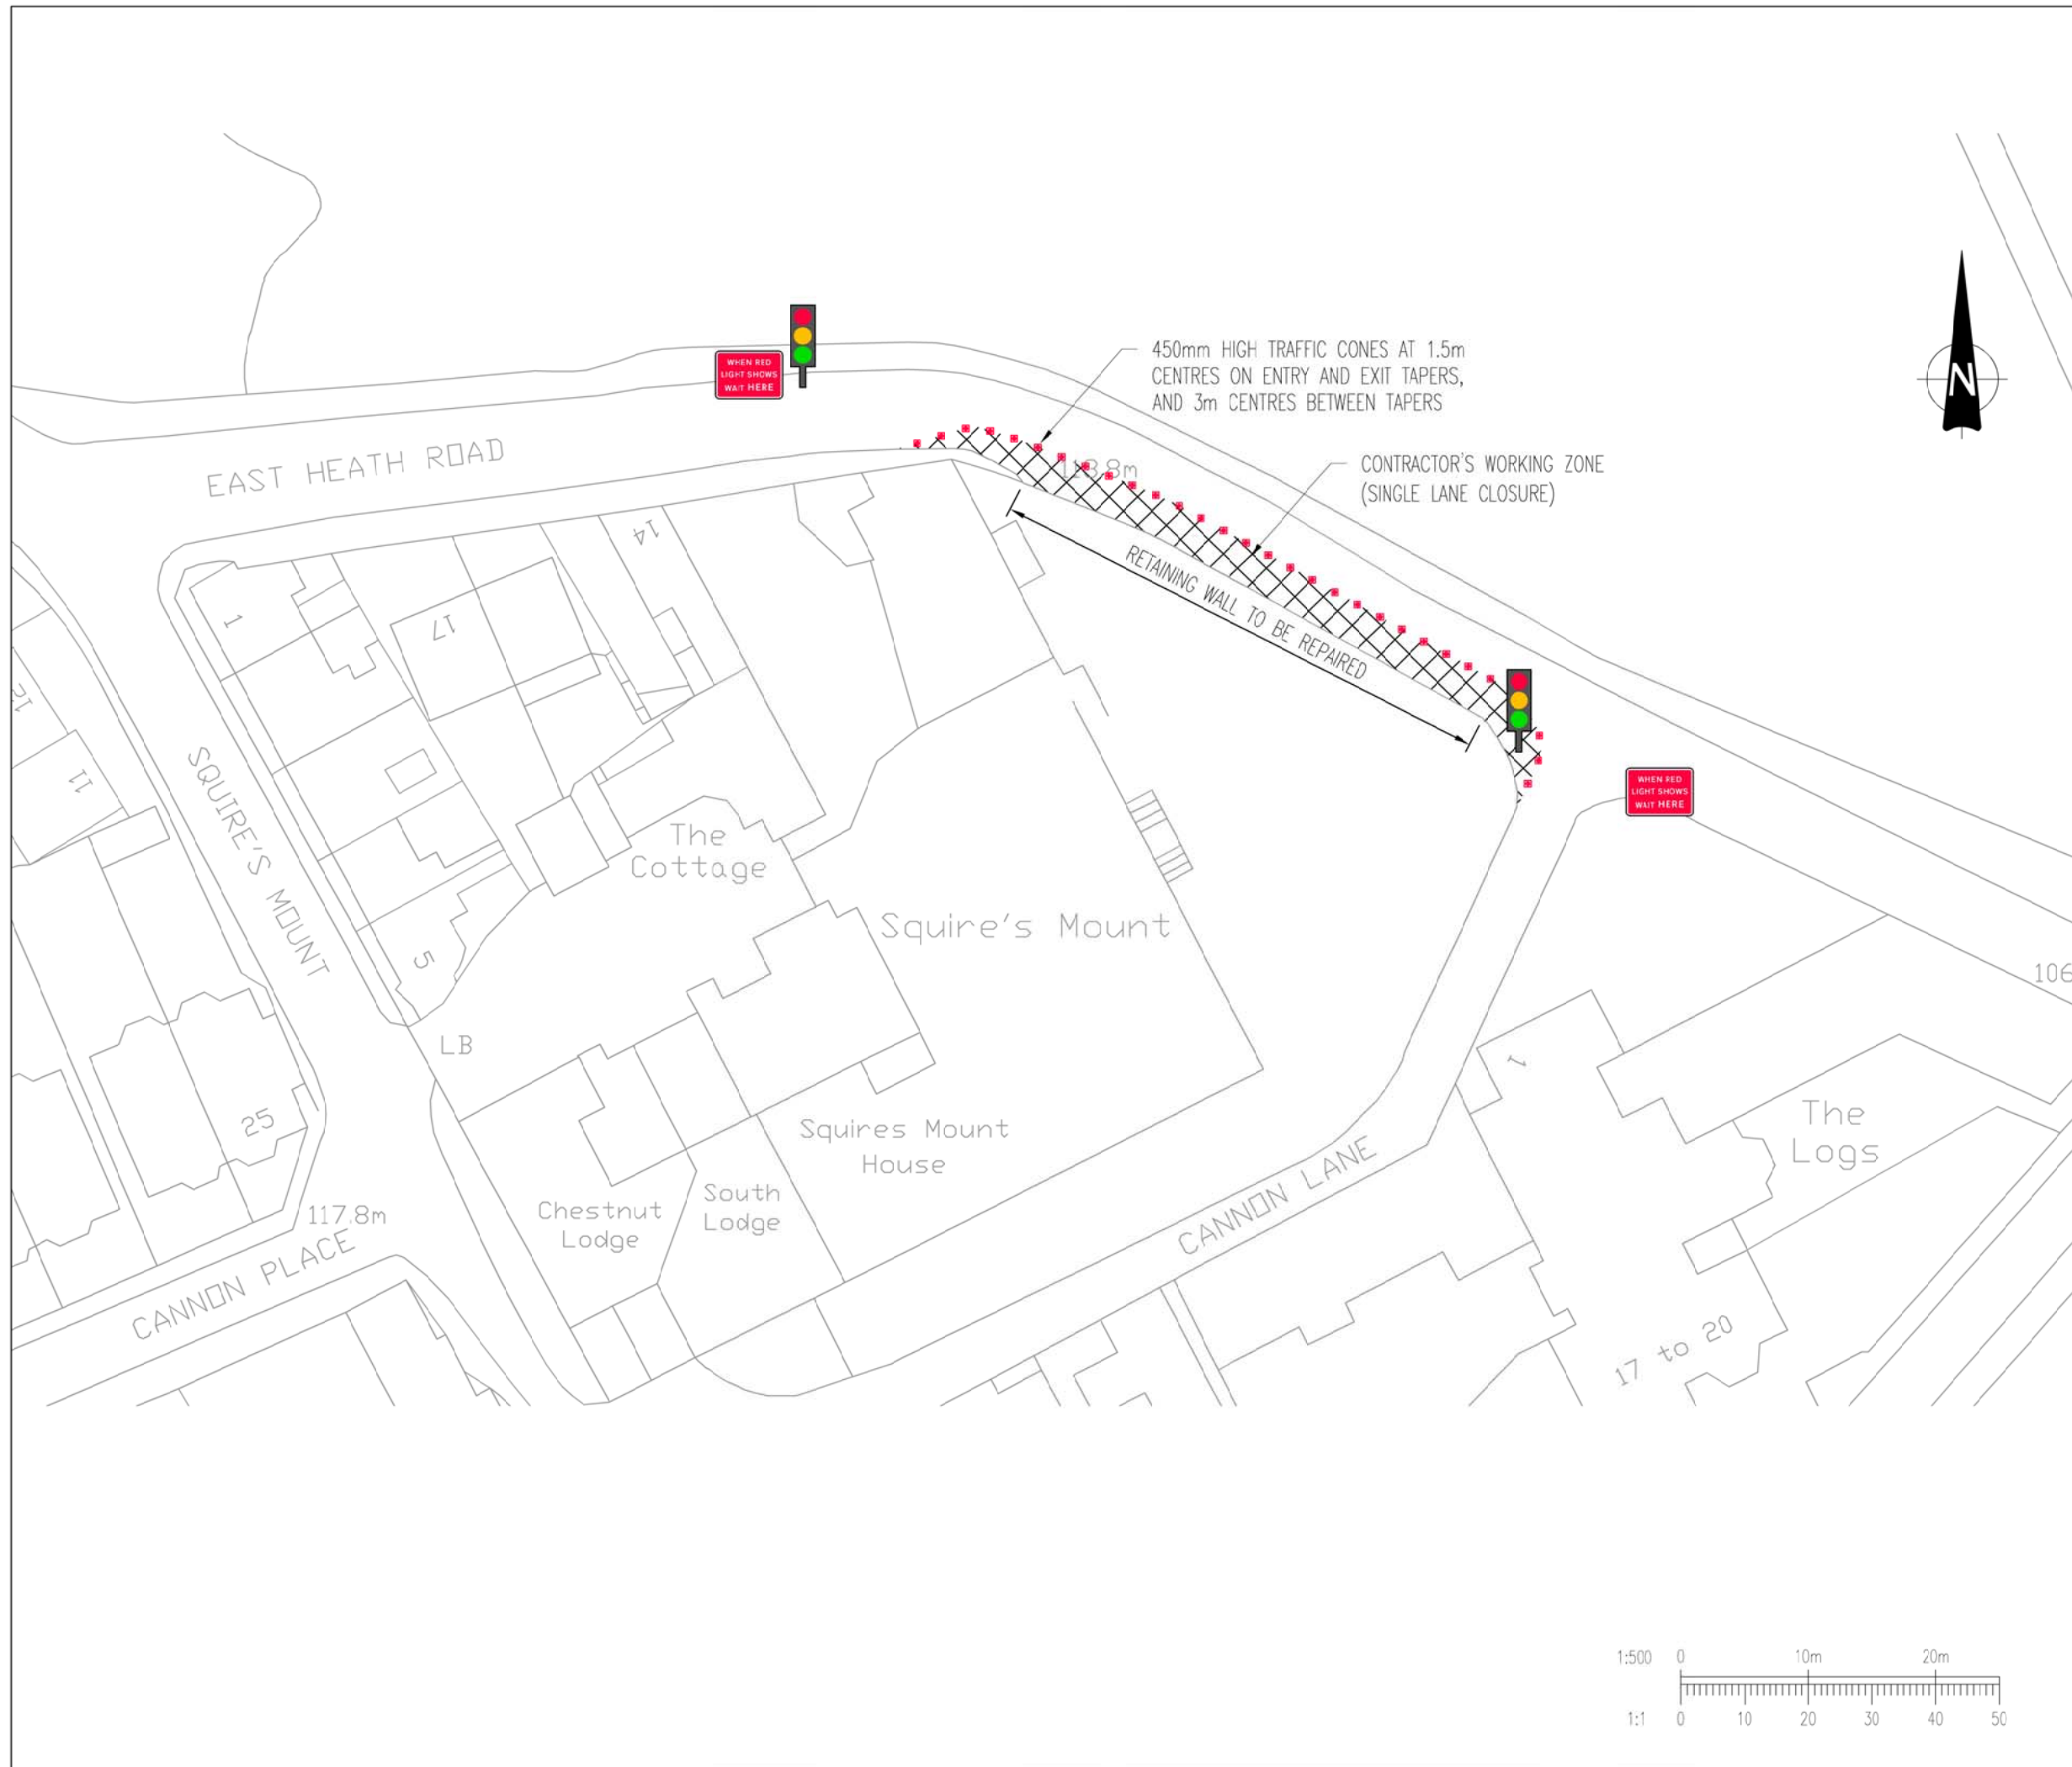 WHEN RED
LIGHT SHOWS
WAIT HERE
450mm HIGH TRAFFIC CONES AT 1.5m
CENTRES ON ENTRY AND EXIT TAPERS,
AND 3m CENTRES BETWEEN TAPERS
N
EAST HEATH ROAD
CONTRACTOR'S WORKING ZONE
(SINGLE LANE CLOSURE)
14
17
1
RETAINING WALL TO BE REPAIRED
11
SQUIRE'S MOUNT
WHEN RED
LIGHT SHOWS
WAIT HERE
The
Cottage
Squire's Mount
5
106
LB
1
25
The
Logs
Squires Mount
House
117.8m
CANNON PLACE
Chestnut
Lodge
South
Lodge
CANNON LANE
17 to 20
1:500 0 10m 20m
1:1 0 10 20 30 40 50